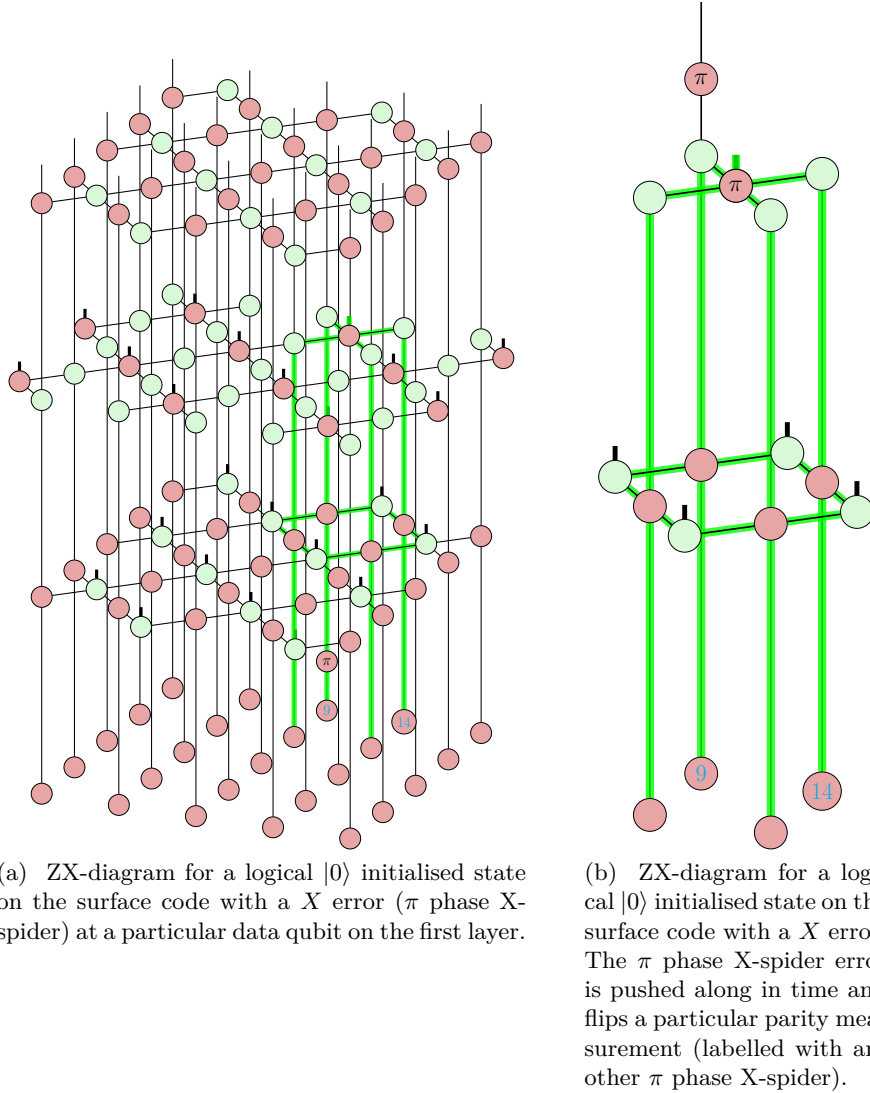 π
π
π
9
14
9
14
(a) ZX-diagram for a logical |0⟩ initialised state
on the surface code with a X error (π phase X-
spider) at a particular data qubit on the first layer.
(b) ZX-diagram for a logi
cal |0⟩ initialised state on th
surface code with a X error
The π phase X-spider error
is pushed along in time an
flips a particular parity mea
surement (labelled with an
other π phase X-spider).